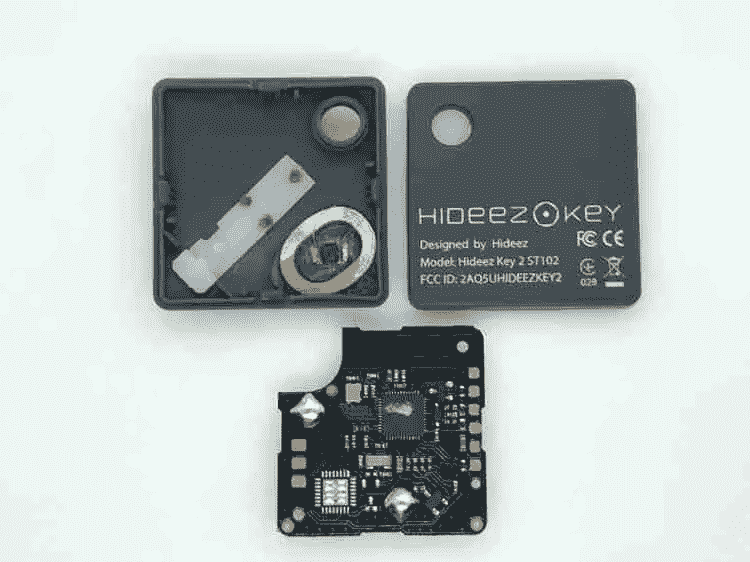 HIDEEZ KEY
Designed by Hideez
Model: Hideez Key 2 ST102
FCC ID: 2AQ5UHIDEEZKEY2
FC CE
028